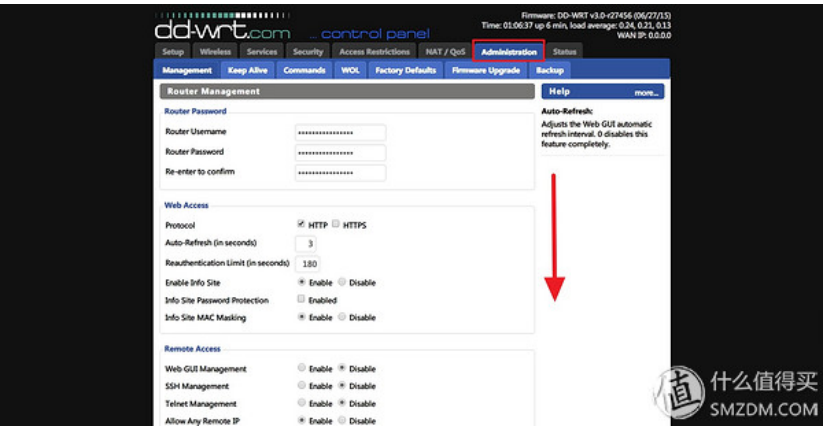 Firmware: DD-WRT v3.0-r27456 (06/27/15)
dd-wrt.com ... control panel
Time: 01:06:37 up 6 min, load average: 0.24, 0.21, 0.13
WAN IP: 0.0.0.0
Setup Wireless Services Security Access Restrictions NAT / QoS Administration Status
Management Keep Alive Commands WOL Factory Defaults Firmware Upgrade Backup
Router Management
Help more...
Router Password
Router Username
Router Password
Re-enter to confirm
Auto-Refresh:
Adjusts the Web GUI automatic
refresh interval. 0 disables this
feature completely.
Web Access
Protocol HTTP HTTPS
Auto-Refresh (in seconds) 3
Reauthentication Limit (in seconds) 180
Enable Info Site Enable Disable
Info Site Password Protection Enabled
Info Site MAC Masking Enable Disable
Remote Access
Web GUI Management Enable Disable
SSH Management Enable Disable
Telnet Management Enable Disable
Allow Any Remote IP Enable Disable
值 什么值得买
SMZDM.COM